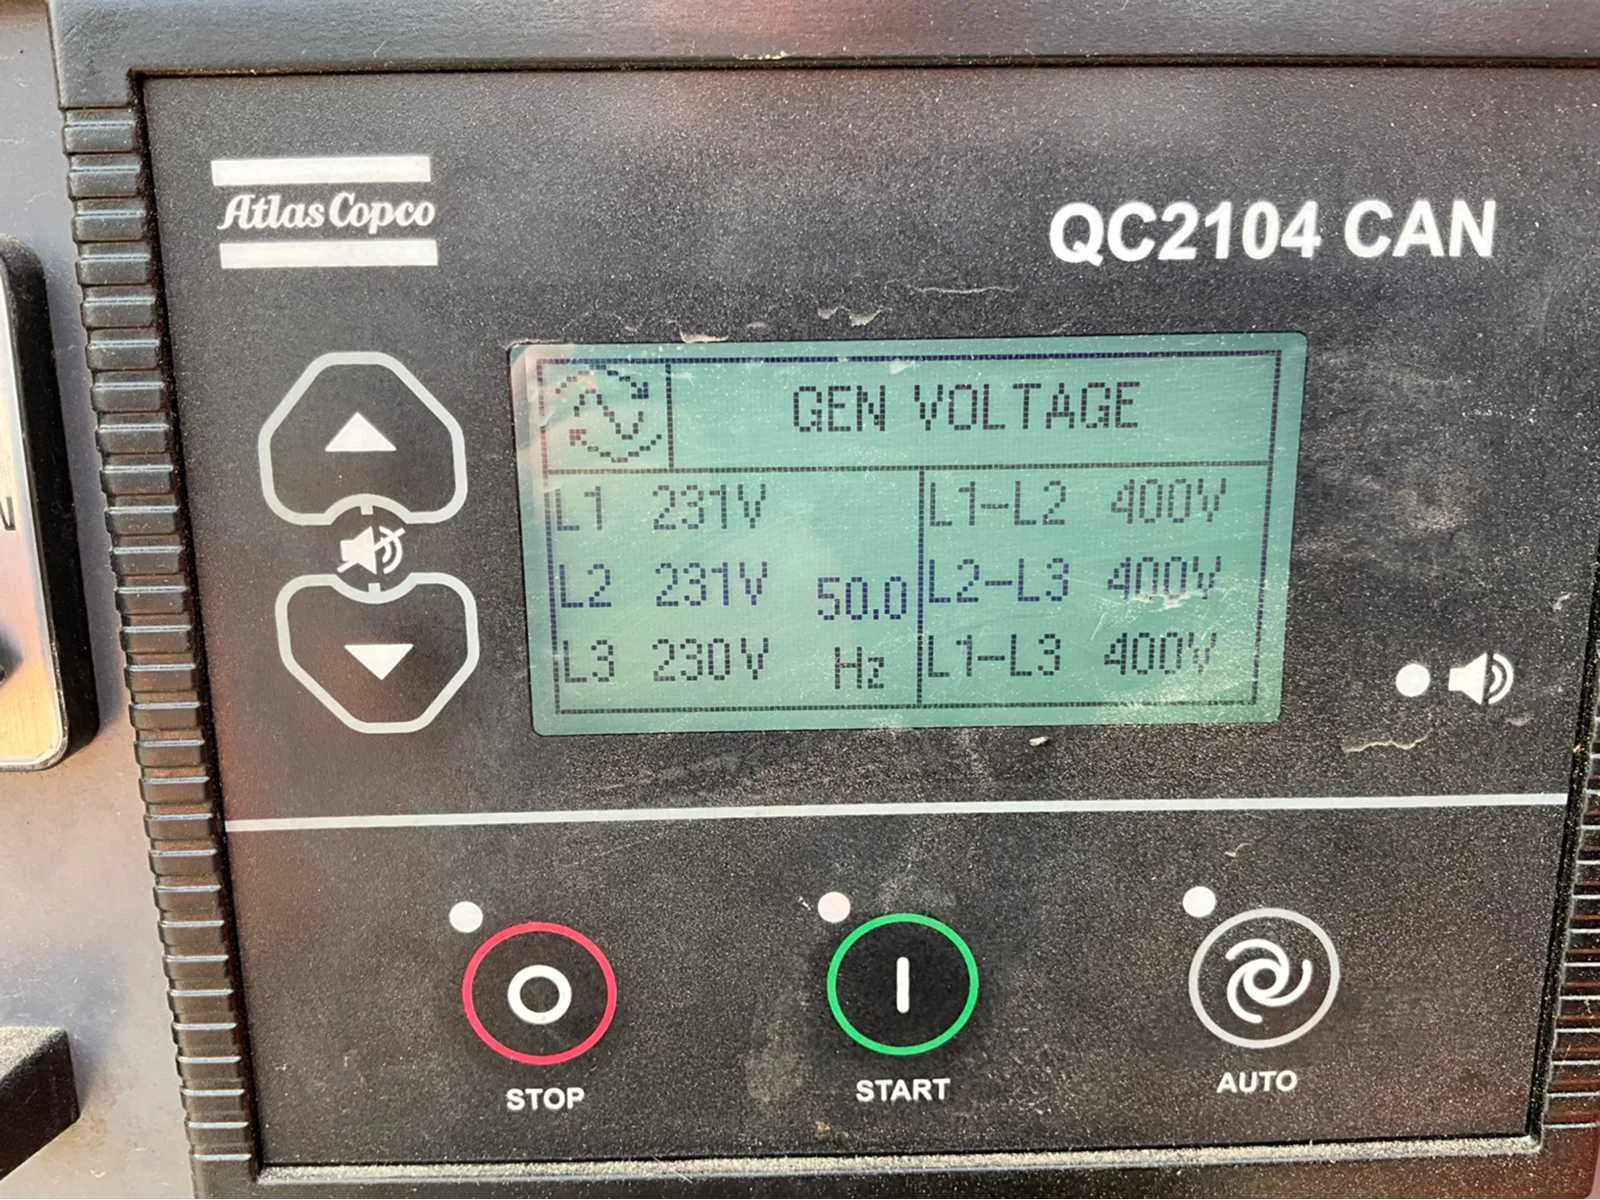 Atlas Copco
QC2104 CAN
GEN VOLTAGE
L1 231V
L2 231V
L3 230V
50.0
Hz
L1-L2 400V
L2-L3 400V
L1-L3 400V
STOP
START
AUTO